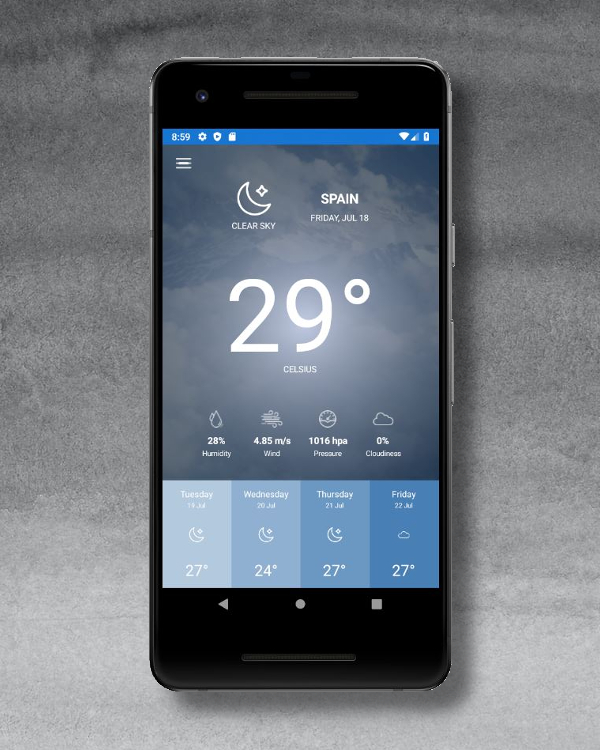 8:59
CLEAR SKY
SPAIN
FRIDAY, JUL 18
29°
CELSIUS
28% 4.85 m/s 1016 hpa 0%
Humidity Wind Pressure Cloudiness
Tuesday Wednesday Thursday Friday
19 Jul 20 Jul 21 Jul 22 Jul
27° 24° 27° 27°